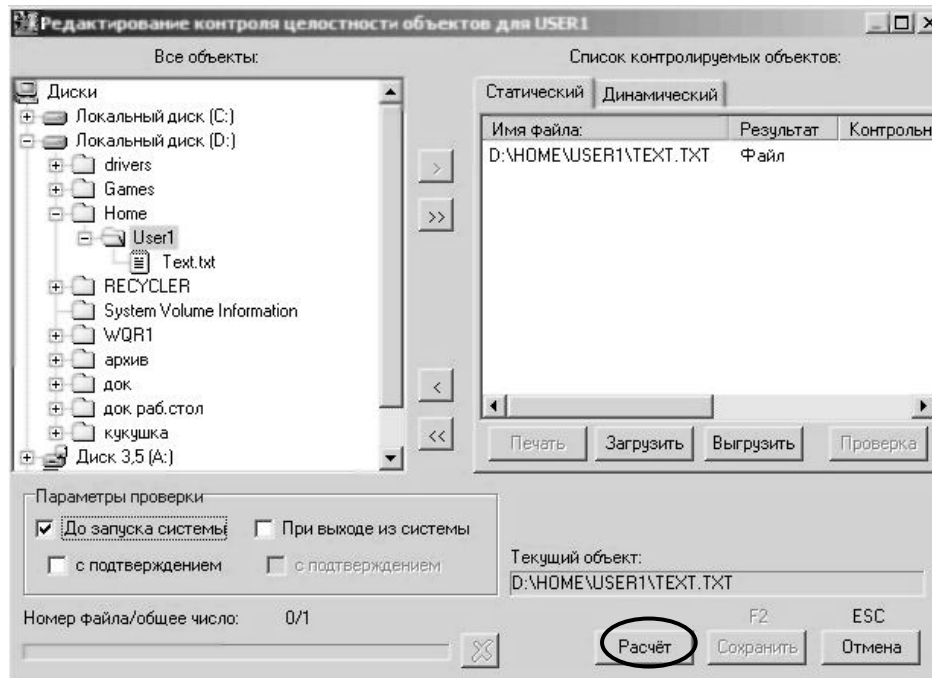 Редактирование контроля целостности объектов для USER1
Все объекты:
Диски
Локальный диск (C:)
Локальный диск (D:)
drivers
Games
Home
User1
Text.txt
RECYCLER
System Volume Information
WQR1
архив
док
док раб.стол
кукушка
Диск 3,5 (A:)
>
>>
<
<<
Список контролируемых объектов:
Статический Динамический
Имя файла: Результат Контрольн
D:\HOME\USER1\TEXT.TXT Файл
Печать Загрузить Выгрузить Проверка
Параметры проверки
До запуска системы При выходе из системы
с подтверждением с подтверждением
Текущий объект:
D:\HOME\USER1\TEXT.TXT
Номер файла/общее число: 0/1
F2 ESC
Расчёт Сохранить Отмена